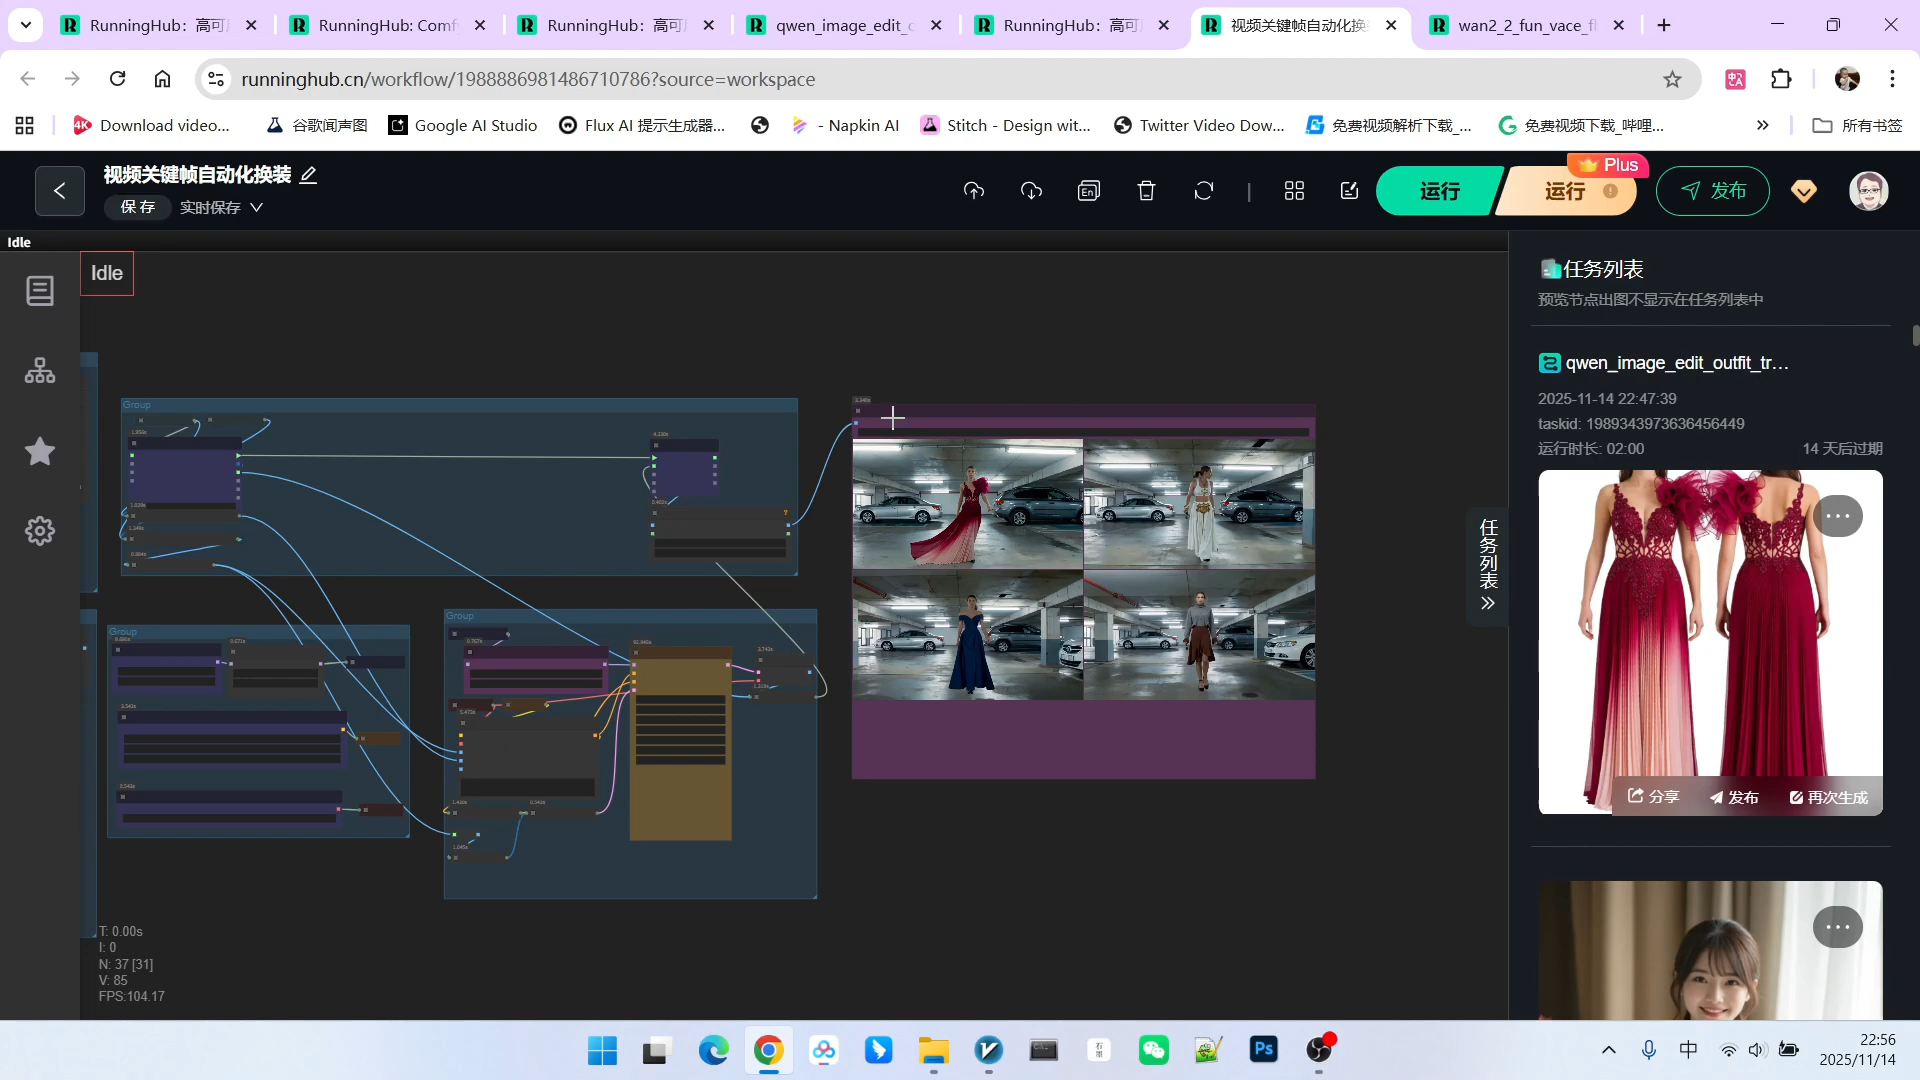 RunningHub：高可
RunningHub: Comf
RunningHub：高可
qwen_image_edit_c
RunningHub：高可
视频关键帧自动化换
wan2_2_fun_vace_fl
runninghub.cn/workflow/1988886981486710786?source=workspace
Download video...
谷歌闻声图
Google AI Studio
Flux AI 提示生成器...
- Napkin AI
Stitch - Design wit...
Twitter Video Dow...
免费视频解析下载_...
免费视频下载_哔哩...
所有书签
视频关键帧自动化换装
保存
实时保存
En
运行
运行
Plus
发布
Idle
Idle
任务列表
预览节点出图不显示在任务列表中
qwen_image_edit_outfit_tr...
2025-11-14 22:47:39
taskid: 1989343973636456449
运行时长: 02:00
14 天后过期
分享
发布
再次生成
任务列表
Group
Group
Group
T: 0.00s
I: 0
N: 37 [31]
V: 85
FPS:104.17
Ps
中
22:56
2025/11/14